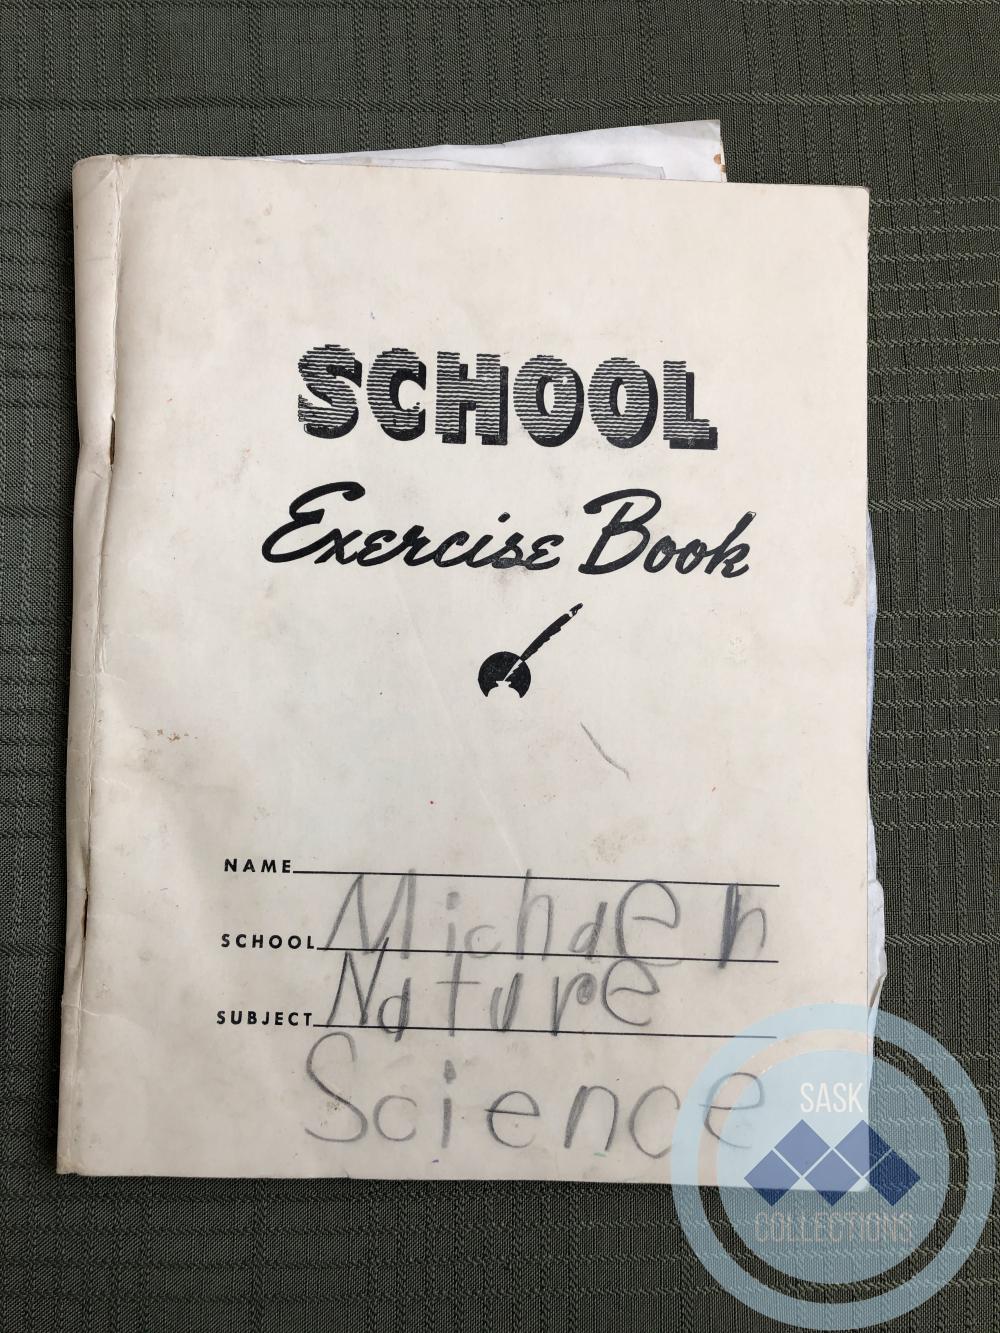 SCHOOL
Exercise Book
NAME
Michael H
SCHOOL
Nature
SUBJECT
Science
SASK
COLLECTIONS